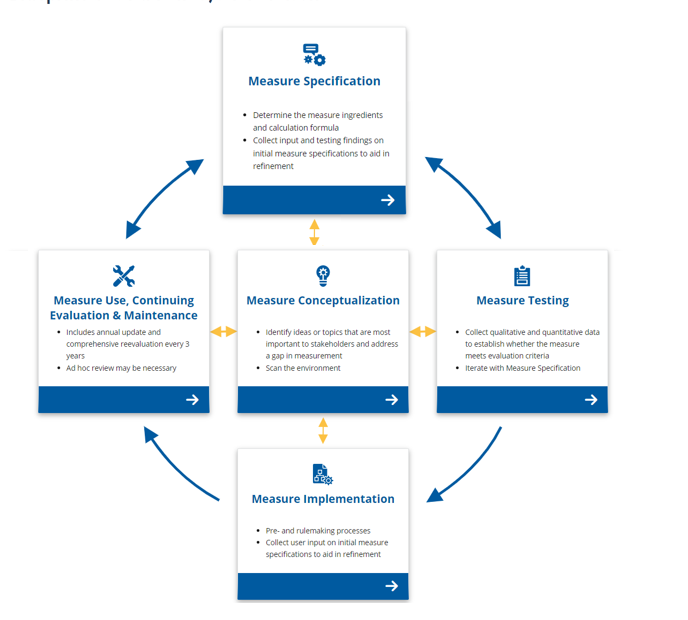 Measure Specification
• Determine the measure ingredients
and calculation formula
• Collect input and testing findings on
initial measure specifications to aid in
refinement
Measure Use, Continuing
Evaluation & Maintenance
• Includes annual update and
comprehensive reevaluation every 3
years
• Ad hoc review may be necessary
Measure Conceptualization
• Identify ideas or topics that are most
important to stakeholders and address
a gap in measurement
• Scan the environment
Measure Testing
• Collect qualitative and quantitative data
to establish whether the measure
meets evaluation criteria
• Iterate with Measure Specification
Measure Implementation
• Pre- and rulemaking processes
• Collect user input on initial measure
specifications to aid in refinement